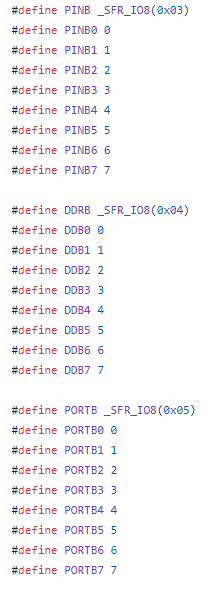 #define PINB _SFR_IO8(0x03)
#define PINB0 0
#define PINB1 1
#define PINB2 2
#define PINB3 3
#define PINB4 4
#define PINB5 5
#define PINB6 6
#define PINB7 7

#define DDRB _SFR_IO8(0x04)
#define DDB0 0
#define DDB1 1
#define DDB2 2
#define DDB3 3
#define DDB4 4
#define DDB5 5
#define DDB6 6
#define DDB7 7

#define PORTB _SFR_IO8(0x05)
#define PORTB0 0
#define PORTB1 1
#define PORTB2 2
#define PORTB3 3
#define PORTB4 4
#define PORTB5 5
#define PORTB6 6
#define PORTB7 7